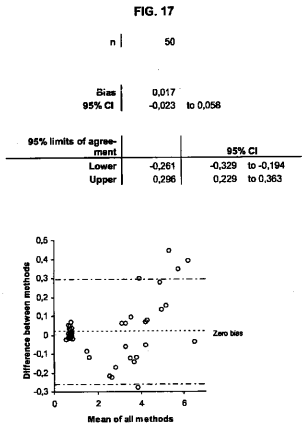 FIG. 17
n 50
Bias 0,017
95% CI -0,023 to 0,058
95% limits of agree-
ment 95% CI
Lower -0,261 -0,329 to -0,194
Upper 0,296 0,229 to 0,363
Difference between methods
0,5
0,4
0,3
0,2
0,1
0
-0,1
-0,2
-0,3
Zero bias
0 2 4 6
Mean of all methods